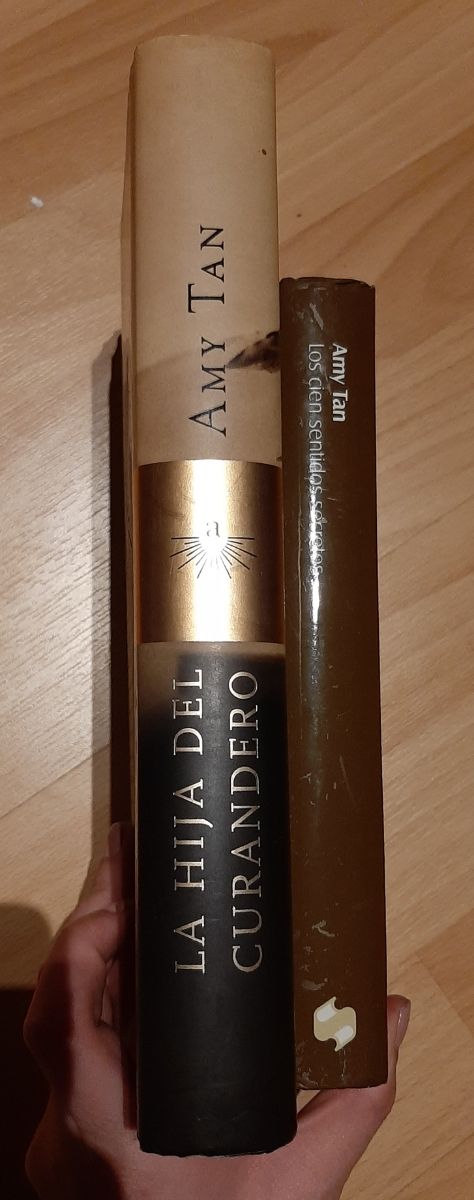 AMY TAN
a
LA HIJA DEL
CURANDERO
Amy Tan
Los cien sentidos secretos